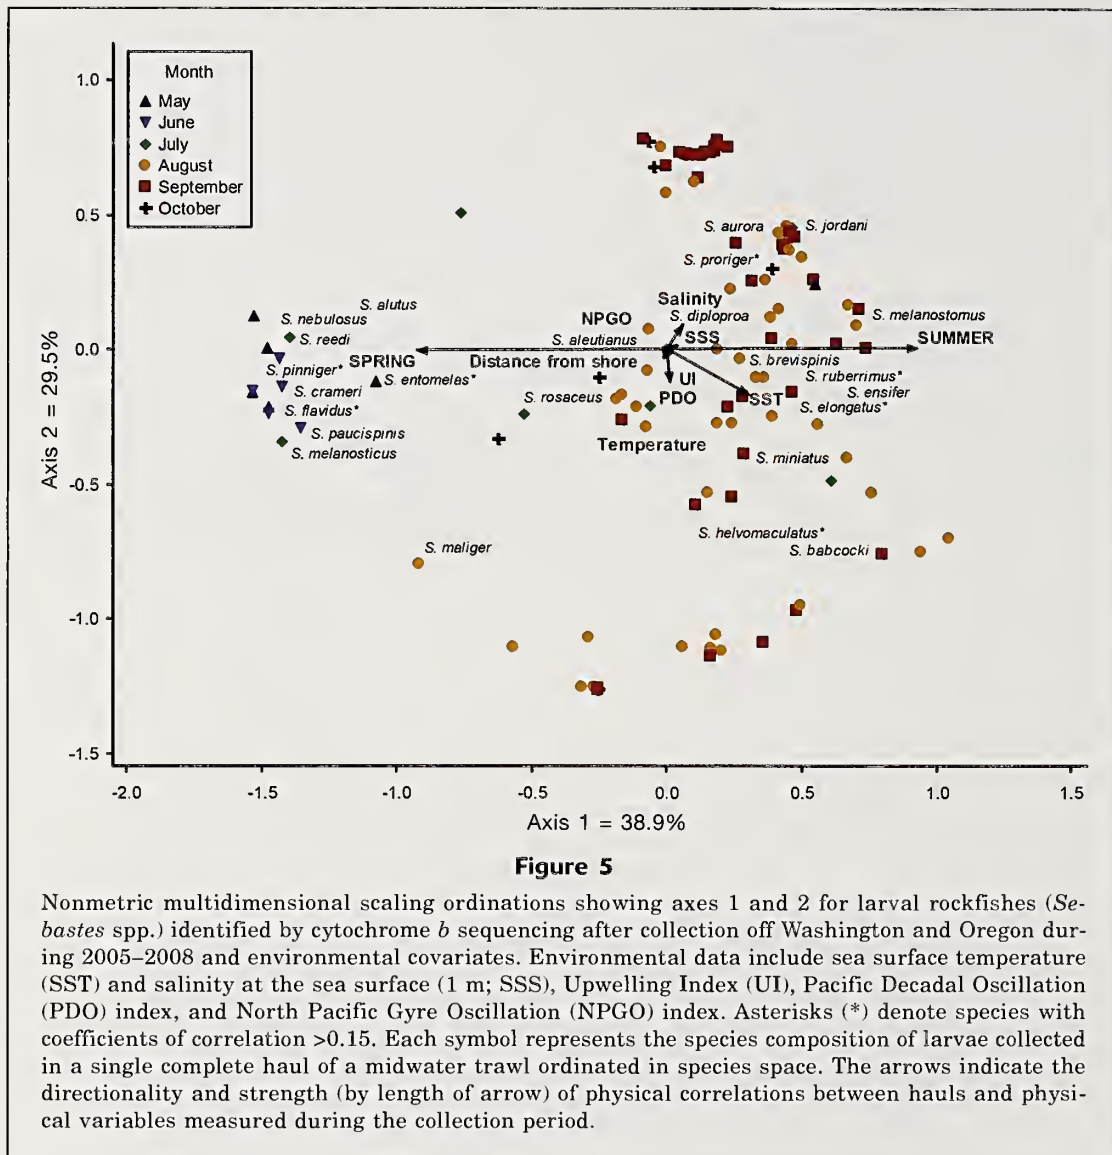 Month
May
June
July
August
September
October
1.0
0.5
0.0
-0.5
-1.0
-1.5
Axis 2 = 29.5%
S. aurora
S. jordani
S. proriger*
S. alutus
Salinity
S. nebulosus
NPGO
S. diploproa
S. melanostomus
S. reedi
S. aleutianus
SSS
SUMMER
S. pinniger*
SPRING
Distance from shore
S. brevispinis
S. entomelas*
UI
S. ruberrimus*
S. crameri
S. rosaceus
PDO
SST
S. ensifer
S. flavidus*
S. elongatus*
S. paucispinis
Temperature
S. melanosticus
S. miniatus
S. helvomaculatus*
S. maliger
S. babcocki
-2.0
-1.5
-1.0
-0.5
0.0
0.5
1.0
1.5
Axis 1 = 38.9%
Figure 5
Nonmetric multidimensional scaling ordinations showing axes 1 and 2 for larval rockfishes (Se-
bastes spp.) identified by cytochrome b sequencing after collection off Washington and Oregon dur-
ing 2005–2008 and environmental covariates. Environmental data include sea surface temperature
(SST) and salinity at the sea surface (1 m; SSS), Upwelling Index (UI), Pacific Decadal Oscillation
(PDO) index, and North Pacific Gyre Oscillation (NPGO) index. Asterisks (*) denote species with
coefficients of correlation >0.15. Each symbol represents the species composition of larvae collected
in a single complete haul of a midwater trawl ordinated in species space. The arrows indicate the
directionality and strength (by length of arrow) of physical correlations between hauls and physi-
cal variables measured during the collection period.